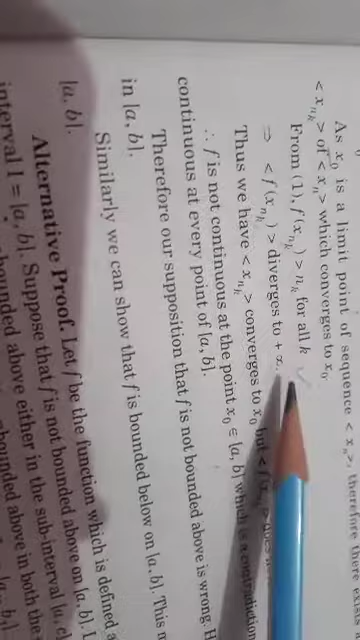 As x₀ is a limit point of sequence < xₙ>, therefore there exists
< xₙₖ > of < xₙ > which converges to x₀
From (1), f(xₙₖ) > nₖ for all k
⇒ < f(xₙₖ) > diverges to + ∞.
Thus we have < xₙₖ > converges to x₀ but
∴ f is not continuous at the point x₀ ∈ [a, b] which is a contradiction
continuous at every point of [a, b].
Therefore our supposition that f is not bounded above is wrong.
in [a, b].
Similarly we can show that f is bounded below on [a, b]. This
[a, b].
Alternative Proof. Let f be the function which is defined
interval I = [a, b]. Suppose that f is not bounded above on [a, b].
bounded above either in the sub-interval [a, c]
bounded above in both the